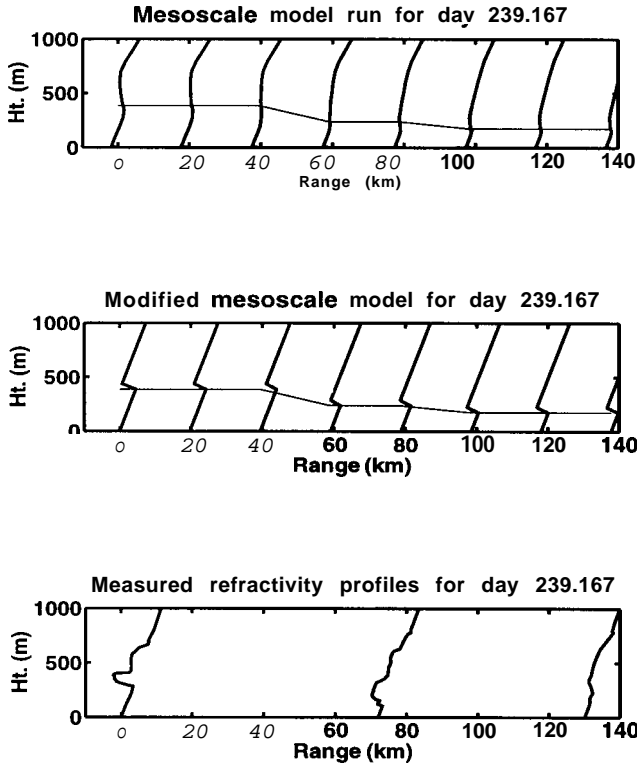 Mesoscale model run for day 239.167
1000
500
0
Ht. (m)
0 20 40 60 80 100 120 140
Range (km)
Modified mesoscale model for day 239.167
1000
500
0
Ht. (m)
0 20 40 60 80 100 120 140
Range (km)
Measured refractivity profiles for day 239.167
1000
500
0
Ht. (m)
0 20 40 60 80 100 120 140
Range (km)